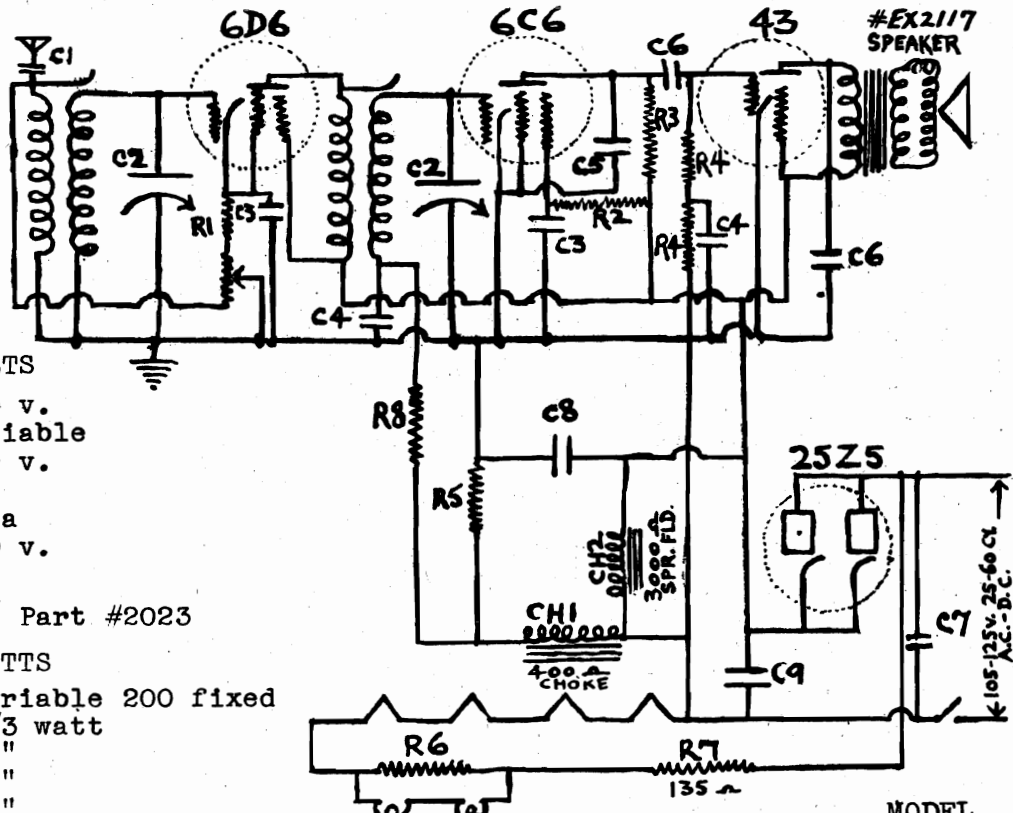 6D6
6C6
43
#EX2117
SPEAKER
C1
C6
C2
R1
C3
C2
C5
R3
R4
R2
C3
R4
C4
C6
C4
TS
v.
iable
v.
a
v.
Part #2023
TTS
riable 200 fixed
/3 watt
"
"
"
R8
C8
R5
CH2
3000 Ω
SPR. FLD.
25Z5
CH1
400 Ω
CHOKE
C9
C7
105-125v. 25-60 CY.
A.C.-D.C.
R6
R7
135 Ω
MODEL